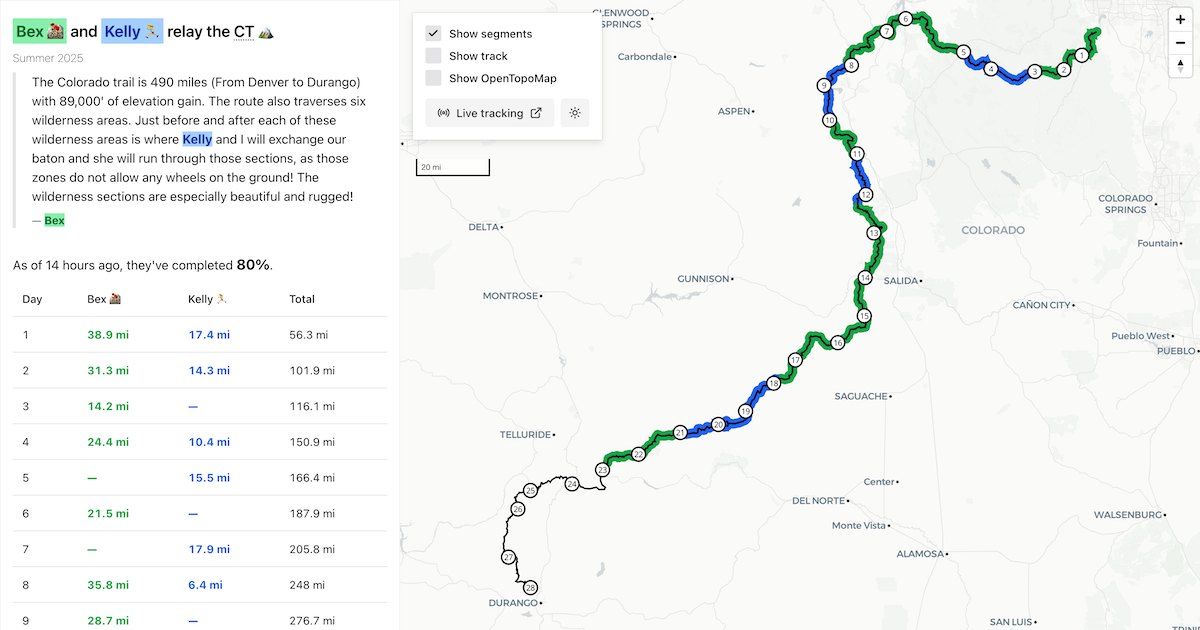 Bex and Kelly relay the CT
Summer 2025
The Colorado trail is 490 miles (From Denver to Durango)
with 89,000' of elevation gain. The route also traverses six
wilderness areas. Just before and after each of these
wilderness areas is where Kelly and I will exchange our
baton and she will run through those sections, as those
zones do not allow any wheels on the ground! The
wilderness sections are especially beautiful and rugged!
— Bex
As of 14 hours ago, they've completed 80%.
Day Bex Kelly Total
1 38.9 mi 17.4 mi 56.3 mi
2 31.3 mi 14.3 mi 101.9 mi
3 14.2 mi — 116.1 mi
4 24.4 mi 10.4 mi 150.9 mi
5 — 15.5 mi 166.4 mi
6 21.5 mi — 187.9 mi
7 — 17.9 mi 205.8 mi
8 35.8 mi 6.4 mi 248 mi
9 28.7 mi — 276.7 mi
Show segments
Show track
Show OpenTopoMap
Live tracking
20 mi
+
−
GLENWOOD
SPRINGS
Carbondale
ASPEN
DELTA
GUNNISON
MONTROSE
TELLURIDE
DURANGO
COLORADO
SALIDA
SAGUACHE
Center
DEL NORTE
Monte Vista
ALAMOSA
SAN LUIS
COLORADO
SPRINGS
Fountain
CAÑON CITY
Pueblo West
PUEBLO
WALSENBURG
1
2
3
4
5
6
7
8
9
10
11
12
13
14
15
16
17
18
19
20
21
22
23
24
25
26
27
28